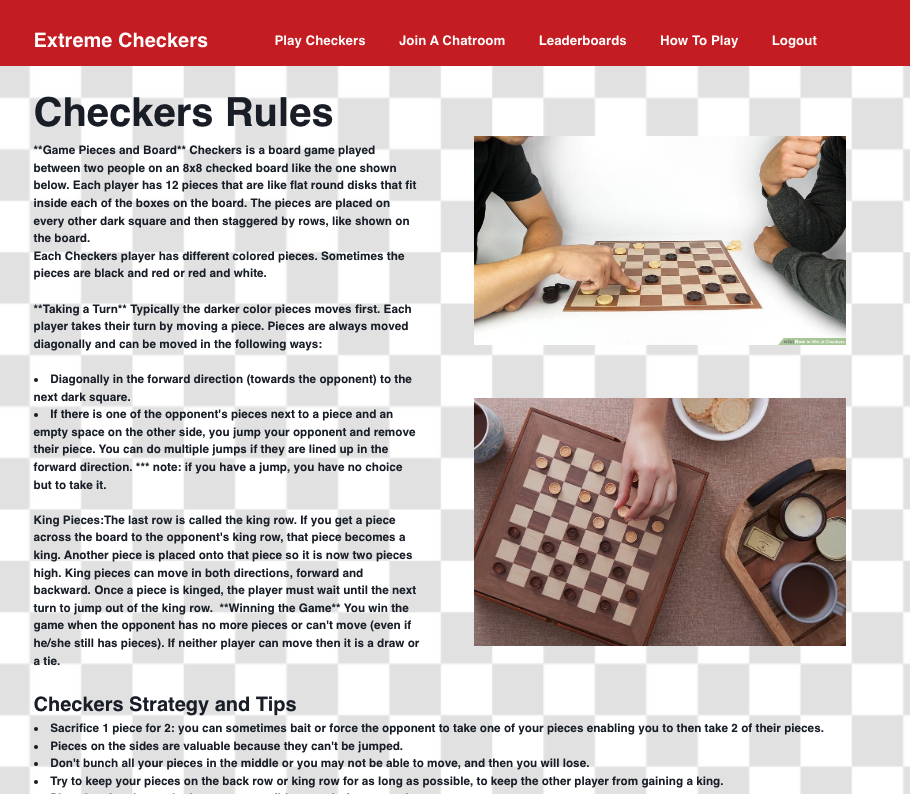 Extreme Checkers
Play Checkers
Join A Chatroom
Leaderboards
How To Play
Logout
Checkers Rules
**Game Pieces and Board** Checkers is a board game played
between two people on an 8x8 checked board like the one shown
below. Each player has 12 pieces that are like flat round disks that fit
inside each of the boxes on the board. The pieces are placed on
every other dark square and then staggered by rows, like shown on
the board.
Each Checkers player has different colored pieces. Sometimes the
pieces are black and red or red and white.
**Taking a Turn** Typically the darker color pieces moves first. Each
player takes their turn by moving a piece. Pieces are always moved
diagonally and can be moved in the following ways:
• Diagonally in the forward direction (towards the opponent) to the
next dark square.
• If there is one of the opponent's pieces next to a piece and an
empty space on the other side, you jump your opponent and remove
their piece. You can do multiple jumps if they are lined up in the
forward direction. *** note: if you have a jump, you have no choice
but to take it.
King Pieces:The last row is called the king row. If you get a piece
across the board to the opponent's king row, that piece becomes a
king. Another piece is placed onto that piece so it is now two pieces
high. King pieces can move in both directions, forward and
backward. Once a piece is kinged, the player must wait until the next
turn to jump out of the king row.  **Winning the Game** You win the
game when the opponent has no more pieces or can't move (even if
he/she still has pieces). If neither player can move then it is a draw or
a tie.
Checkers Strategy and Tips
• Sacrifice 1 piece for 2: you can sometimes bait or force the opponent to take one of your pieces enabling you to then take 2 of their pieces.
• Pieces on the sides are valuable because they can't be jumped.
• Don't bunch all your pieces in the middle or you may not be able to move, and then you will lose.
• Try to keep your pieces on the back row or king row for as long as possible, to keep the other player from gaining a king.